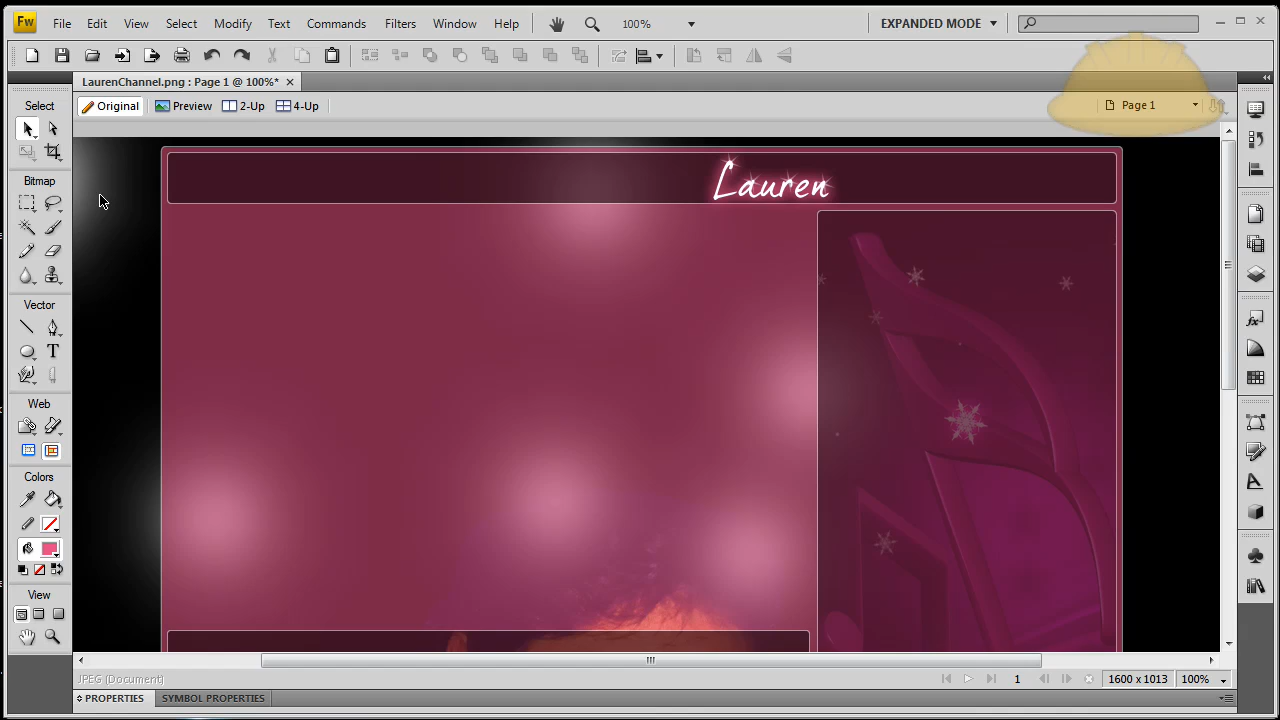 Fw File Edit View Select Modify Text Commands Filters Window Help 100% EXPANDED MODE
LaurenChannel.png : Page 1 @ 100%*
Original Preview 2-Up 4-Up Page 1
Select
Lauren
Bitmap
Vector
T
Web
Colors
View
A
JPEG (Document) 1 1600 x 1013 100%
PROPERTIES SYMBOL PROPERTIES